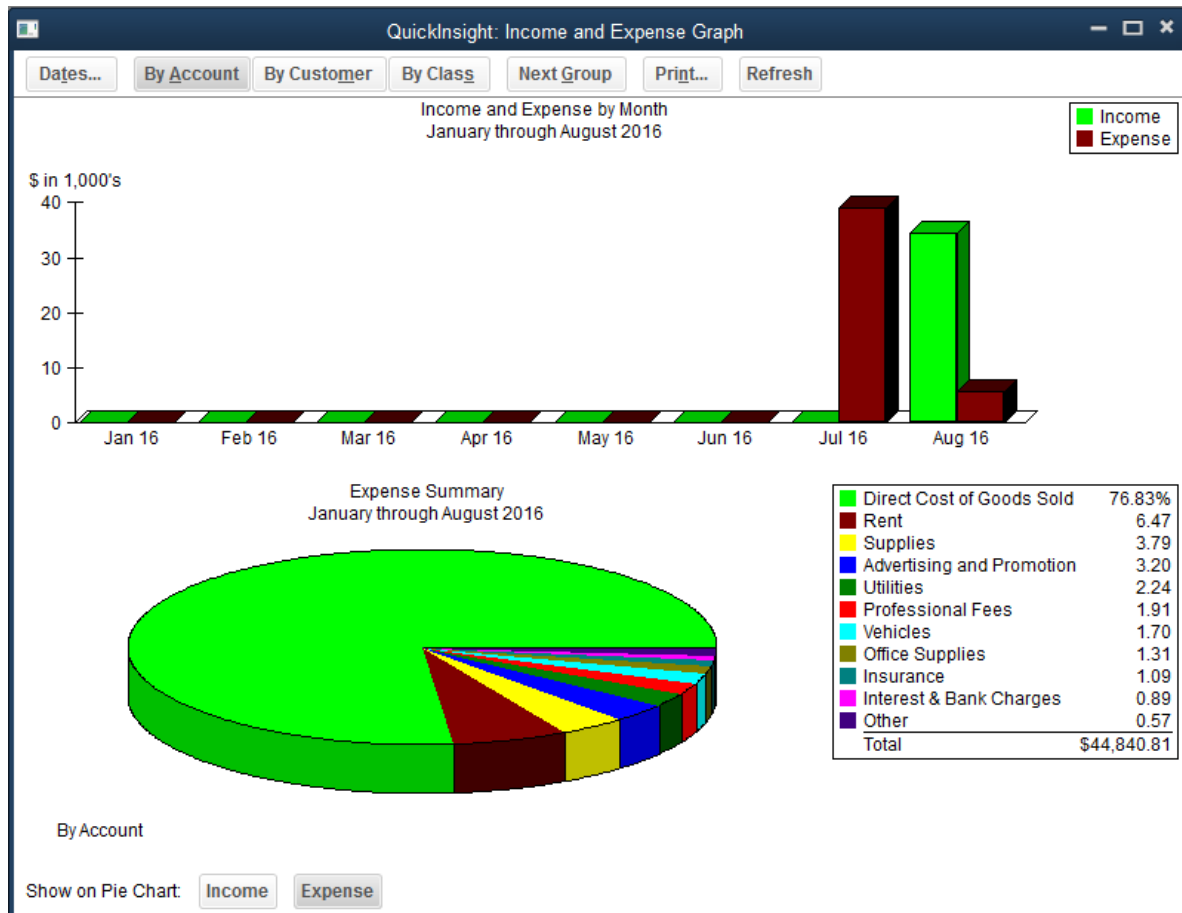 QuickInsight: Income and Expense Graph
Dates... By Account By Customer By Class Next Group Print... Refresh
Income and Expense by Month
January through August 2016
Income
Expense
$ in 1,000's
40
30
20
10
0
Jan 16 Feb 16 Mar 16 Apr 16 May 16 Jun 16 Jul 16 Aug 16
Expense Summary
January through August 2016
Direct Cost of Goods Sold 76.83%
Rent 6.47
Supplies 3.79
Advertising and Promotion 3.20
Utilities 2.24
Professional Fees 1.91
Vehicles 1.70
Office Supplies 1.31
Insurance 1.09
Interest & Bank Charges 0.89
Other 0.57
Total $44,840.81
By Account
Show on Pie Chart: Income Expense